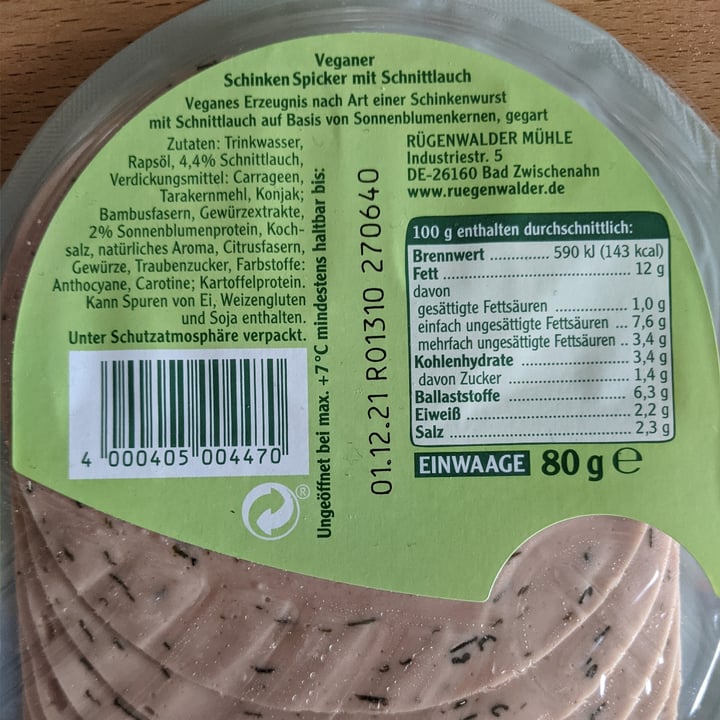 Veganer
Schinken Spicker mit Schnittlauch
Veganes Erzeugnis nach Art einer Schinkenwurst
mit Schnittlauch auf Basis von Sonnenblumenkernen, gegart
Zutaten: Trinkwasser,
Rapsöl, 4,4% Schnittlauch,
Verdickungsmittel: Carrageen,
Tarakernmehl, Konjak;
Bambusfasern, Gewürzextrakte,
2% Sonnenblumenprotein, Koch-
salz, natürliches Aroma, Citrusfasern,
Gewürze, Traubenzucker, Farbstoffe:
Anthocyane, Carotine; Kartoffelprotein.
Kann Spuren von Ei, Weizengluten
und Soja enthalten.
Unter Schutzatmosphäre verpackt.
4 000405 004470
®
Ungeöffnet bei max. +7 °C mindestens haltbar bis:
01.12.21 R01310 270640
RÜGENWALDER MÜHLE
Industriestr. 5
DE-26160 Bad Zwischenahn
www.ruegenwalder.de
100 g enthalten durchschnittlich:
Brennwert ............. 590 kJ (143 kcal)
Fett ........................................ 12 g
davon
gesättigte Fettsäuren .............. 1,0 g
einfach ungesättigte Fettsäuren ... 7,6 g
mehrfach ungesättigte Fettsäuren .. 3,4 g
Kohlenhydrate ....................... 3,4 g
davon Zucker ........................ 1,4 g
Ballaststoffe .......................... 6,3 g
Eiweiß ................................... 2,2 g
Salz ....................................... 2,3 g
EINWAAGE 80 g e